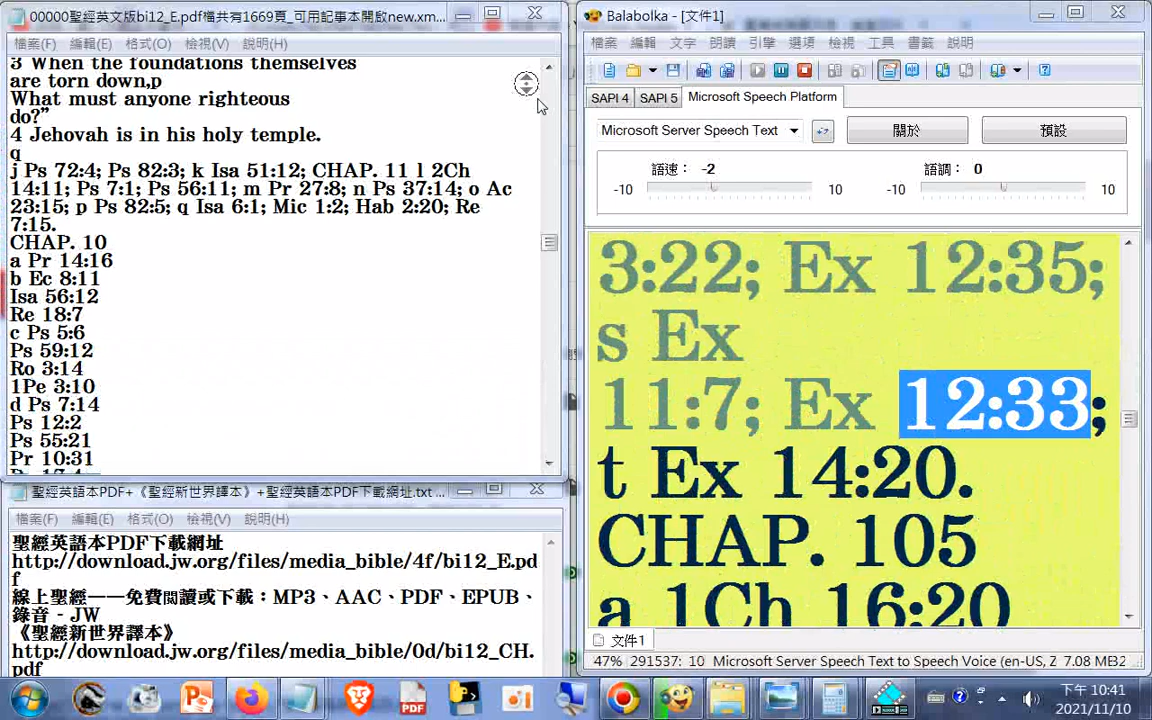 00000聖經英文版bi12_E.pdf檔共有1669頁_可用記事本開啟new.xm...
檔案(F) 編輯(E) 格式(O) 檢視(V) 說明(H)
3 When the foundations themselves
are torn down,p
What must anyone righteous
do?”
4 Jehovah is in his holy temple.
q
j Ps 72:4; Ps 82:3; k Isa 51:12; CHAP. 11 l 2Ch
14:11; Ps 7:1; Ps 56:11; m Pr 27:8; n Ps 37:14; o Ac
23:15; p Ps 82:5; q Isa 6:1; Mic 1:2; Hab 2:20; Re
7:15.
CHAP. 10
a Pr 14:16
b Ec 8:11
Isa 56:12
Re 18:7
c Ps 5:6
Ps 59:12
Ro 3:14
1Pe 3:10
d Ps 7:14
Ps 12:2
Ps 55:21
Pr 10:31
聖經英語本PDF+《聖經新世界譯本》+聖經英語本PDF下載網址.txt ...
檔案(F) 編輯(E) 格式(O) 檢視(V) 說明(H)
聖經英語本PDF下載網址
http://download.jw.org/files/media_bible/4f/bi12_E.pd
f
線上聖經——免費閱讀或下載：MP3、AAC、PDF、EPUB、
錄音 - JW
《聖經新世界譯本》
http://download.jw.org/files/media_bible/0d/bi12_CH.
pdf
Balabolka - [文件1]
檔案 編輯 文字 朗讀 引擎 選項 檢視 工具 書籤 說明
SAPI 4 SAPI 5 Microsoft Speech Platform
Microsoft Server Speech Text 關於 預設
語速： -2 語調： 0
-10 10 -10 10
3:22; Ex 12:35;
s Ex
11:7; Ex 12:33;
t Ex 14:20.
CHAP. 105
a 1Ch 16:20
文件1
47% 291537: 10 Microsoft Server Speech Text to Speech Voice (en-US, Z 7.08 MB2
PDF
下午 10:41
2021/11/10